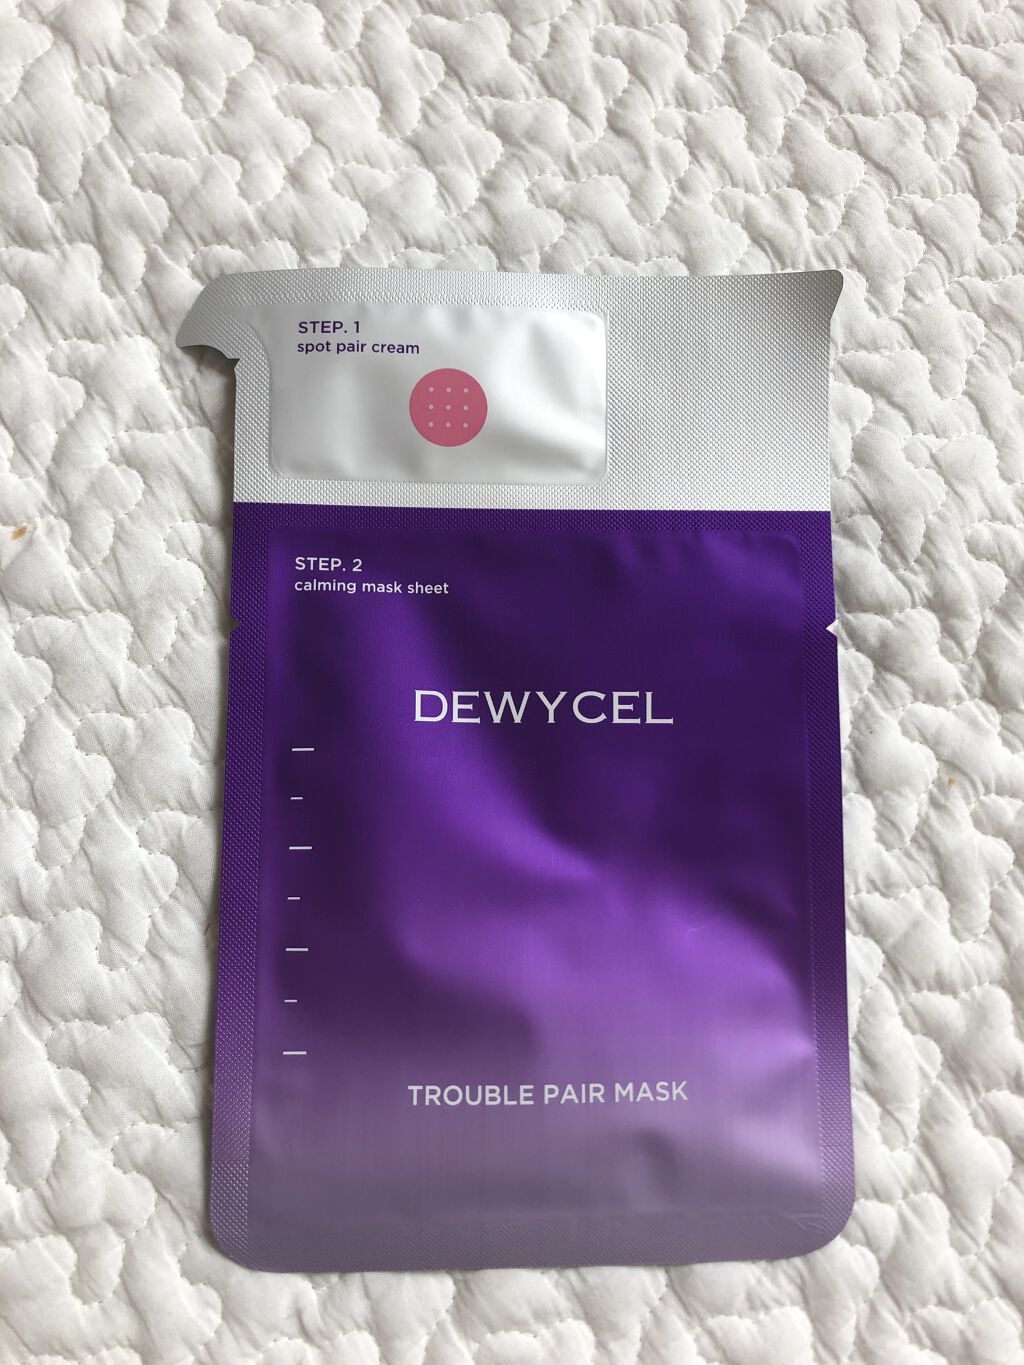 STEP. 1
spot pair cream
STEP. 2
calming mask sheet
DEWYCEL
TROUBLE PAIR MASK